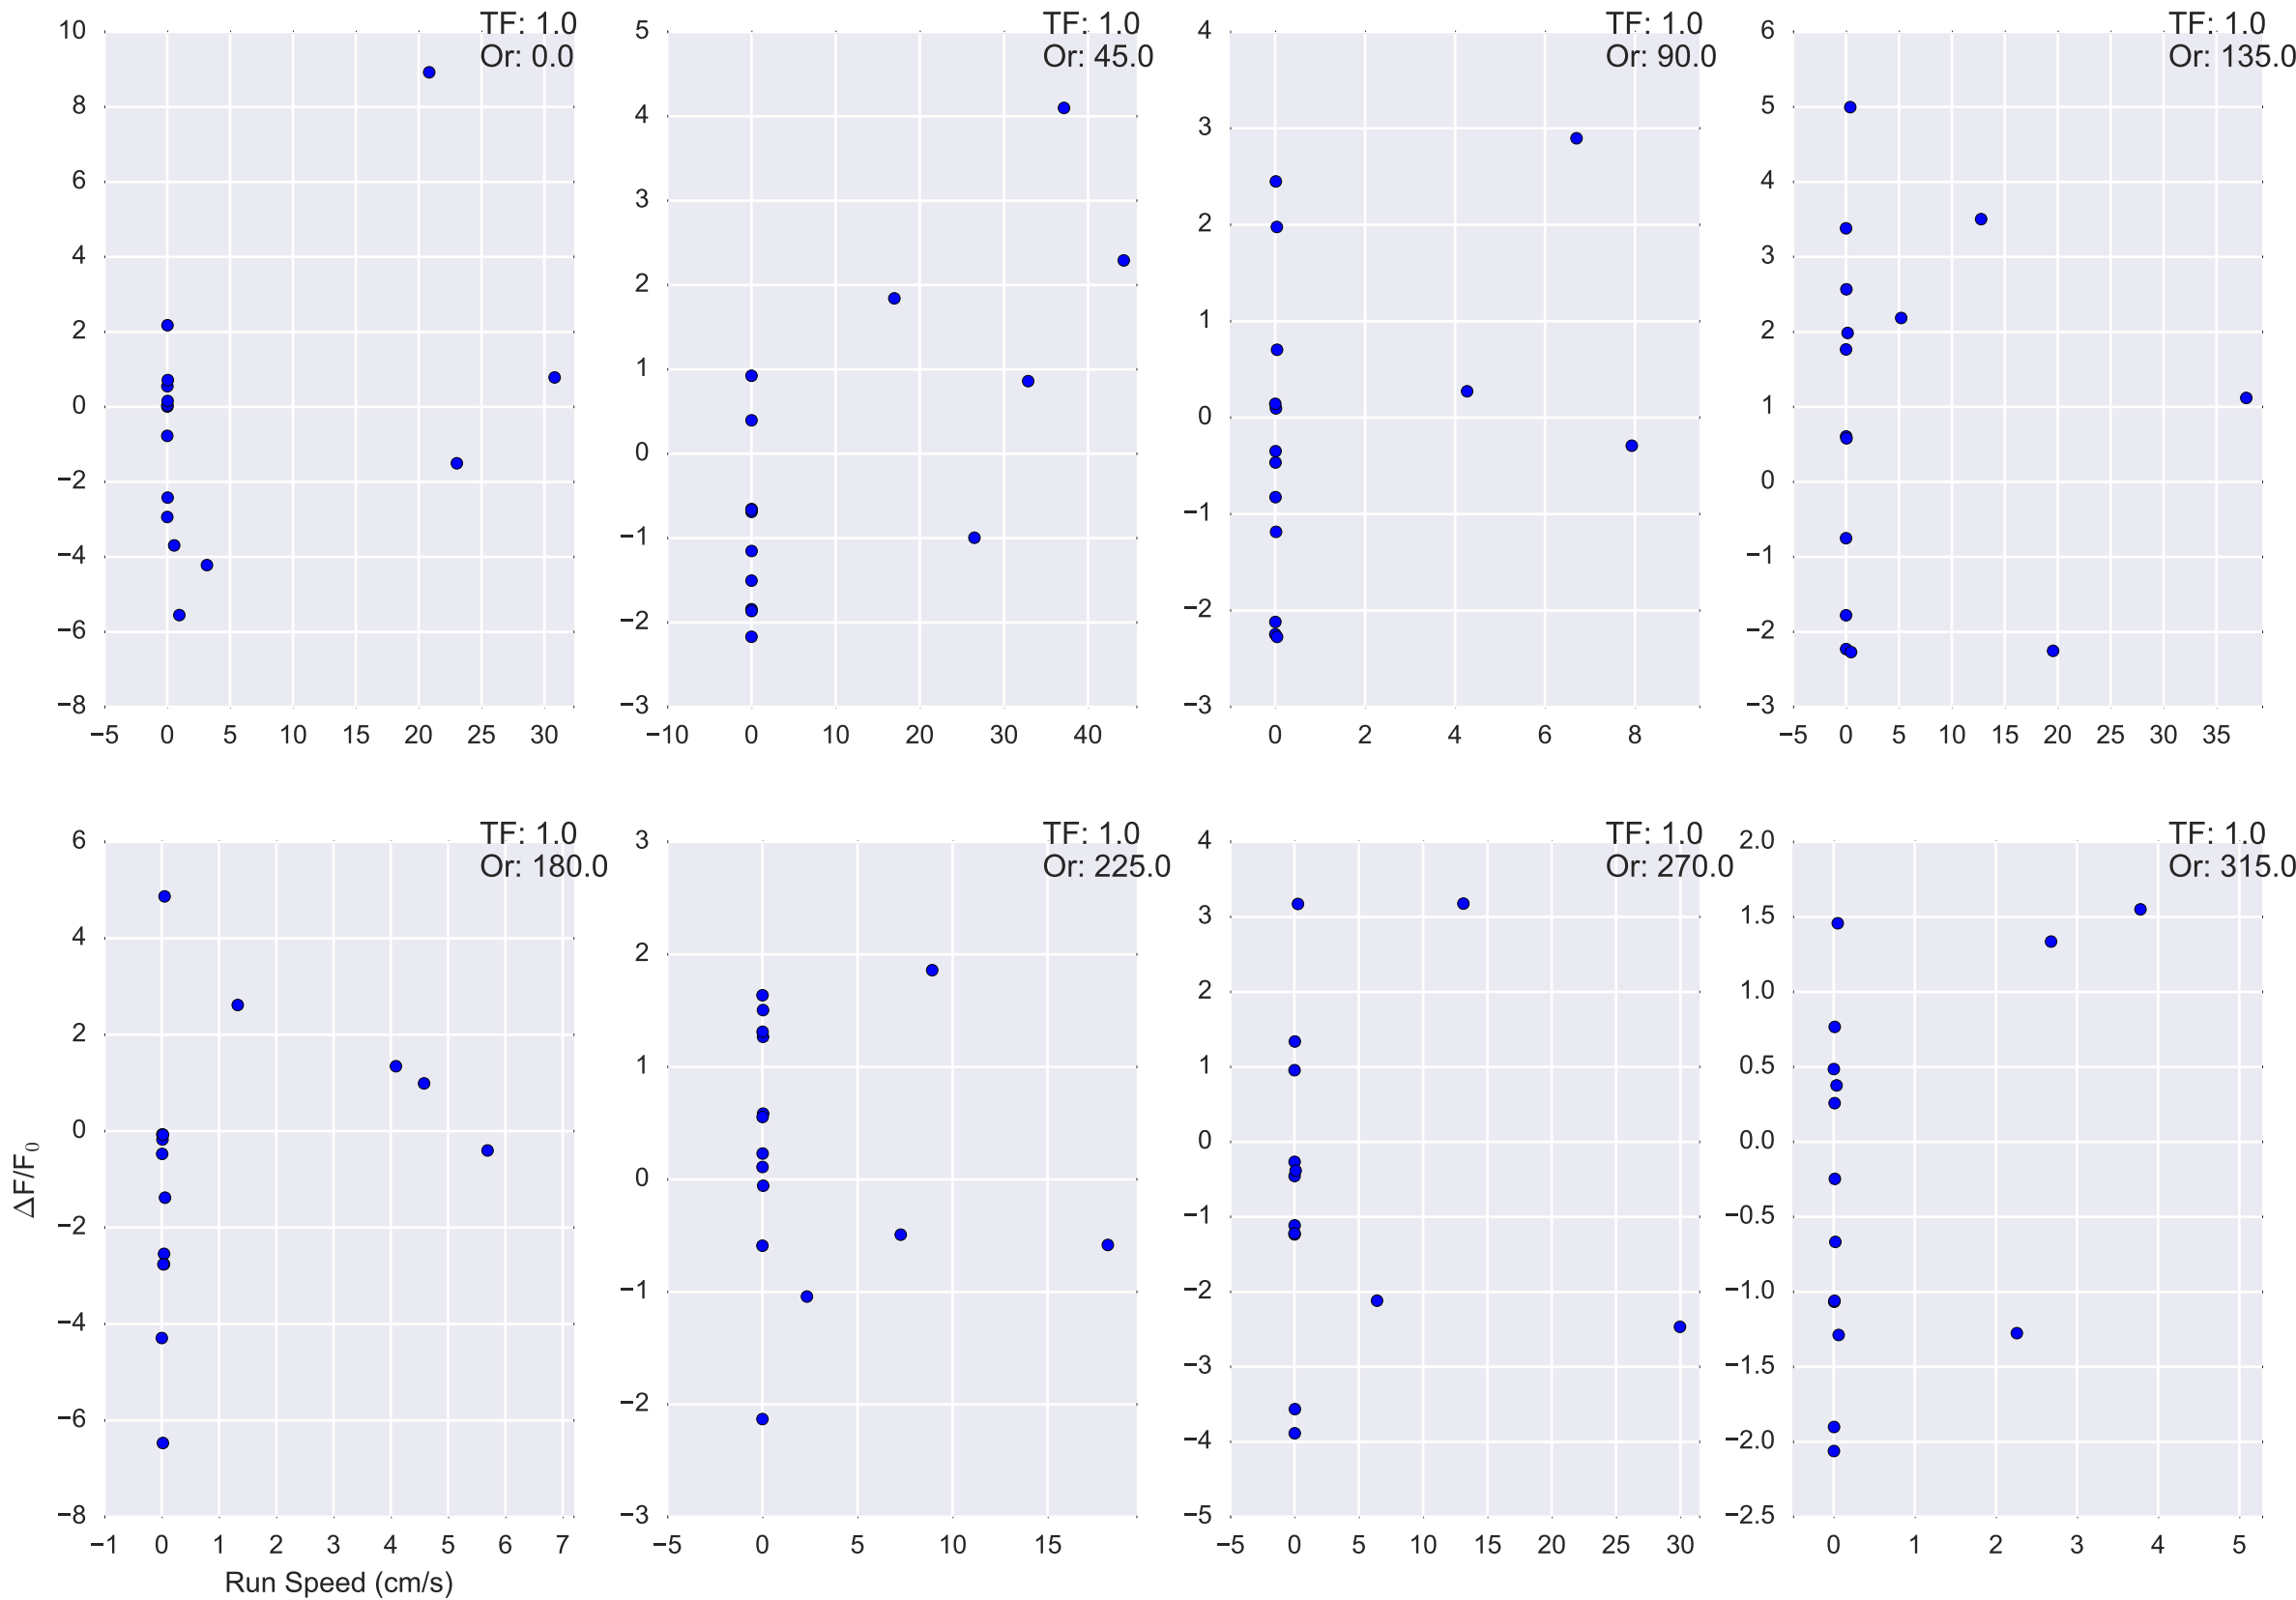 TF: 1.0
Or: 0.0
10
8
6
4
2
0
−2
−4
−6
−8
−5 0 5 10 15 20 25 30
TF: 1.0
Or: 45.0
5
4
3
2
1
0
−1
−2
−3
−10 0 10 20 30 40
TF: 1.0
Or: 90.0
4
3
2
1
0
−1
−2
−3
0 2 4 6 8
TF: 1.0
Or: 135.0
6
5
4
3
2
1
0
−1
−2
−3
−5 0 5 10 15 20 25 30 35
TF: 1.0
Or: 180.0
6
4
2
0
−2
−4
−6
−8
−1 0 1 2 3 4 5 6 7
ΔF/F₀
Run Speed (cm/s)
TF: 1.0
Or: 225.0
3
2
1
0
−1
−2
−3
−5 0 5 10 15
TF: 1.0
Or: 270.0
4
3
2
1
0
−1
−2
−3
−4
−5
−5 0 5 10 15 20 25 30
TF: 1.0
Or: 315.0
2.0
1.5
1.0
0.5
0.0
−0.5
−1.0
−1.5
−2.0
−2.5
0 1 2 3 4 5